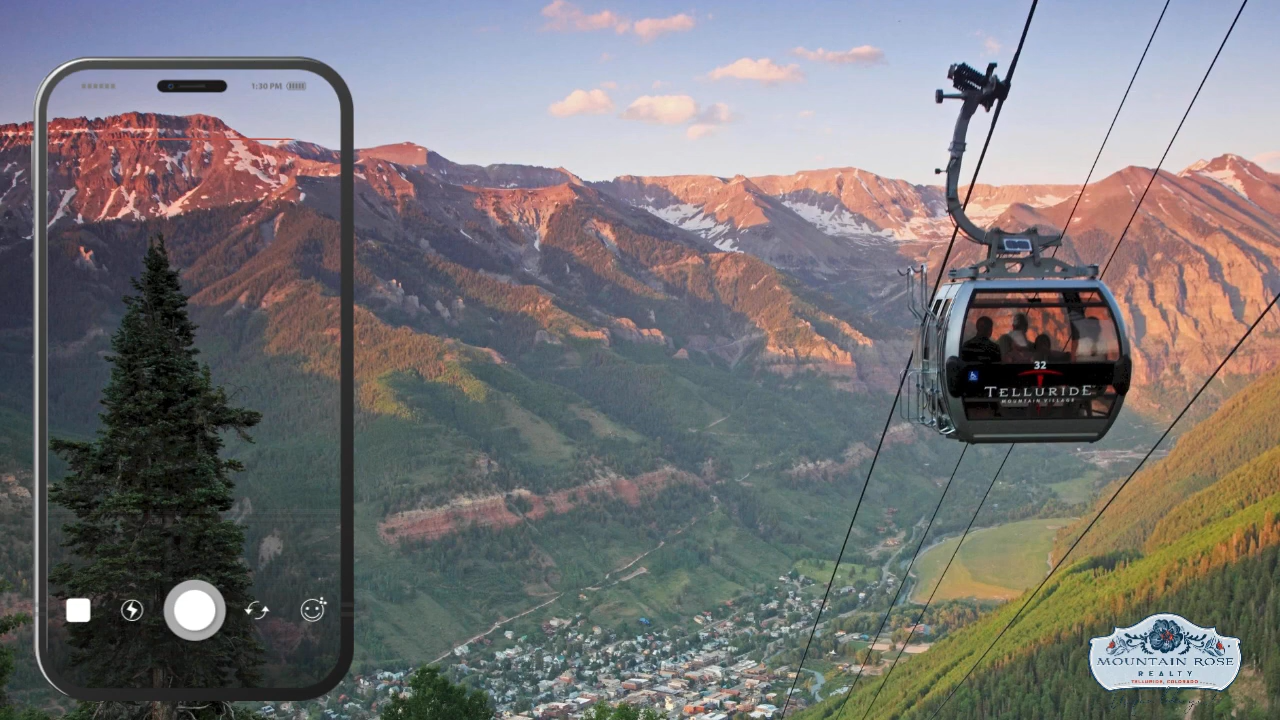 1:30 PM
32
TELLURIDE
MOUNTAIN VILLAGE
MOUNTAIN ROSE
REALTY
TELLURIDE, COLORADO